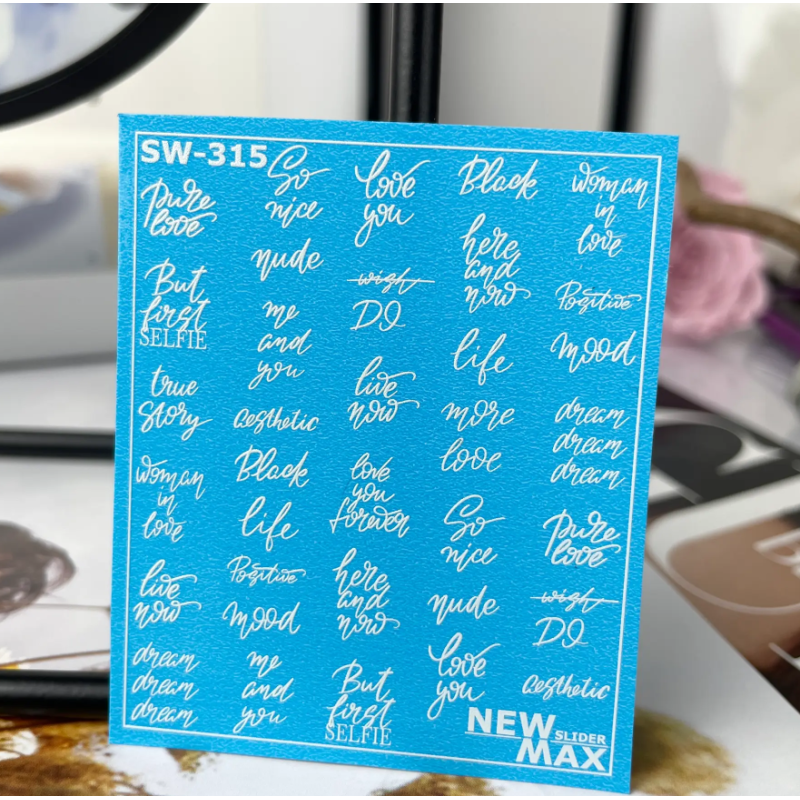 SW-315
So
nice
love
you
Black
woman
in
love
pure
love
nude
wish
DO
here
and
now
Positive
But
first
SELFIE
me
and
you
life
mood
true
story
aesthetic
live
now
more
love
dream
dream
dream
woman
in
love
Black
life
love
you
forever
So
nice
pure
love
live
now
Positive
mood
here
and
now
nude
wish
DO
dream
dream
dream
me
and
you
But
first
SELFIE
love
you
aesthetic
NEW
SLIDER
MAX